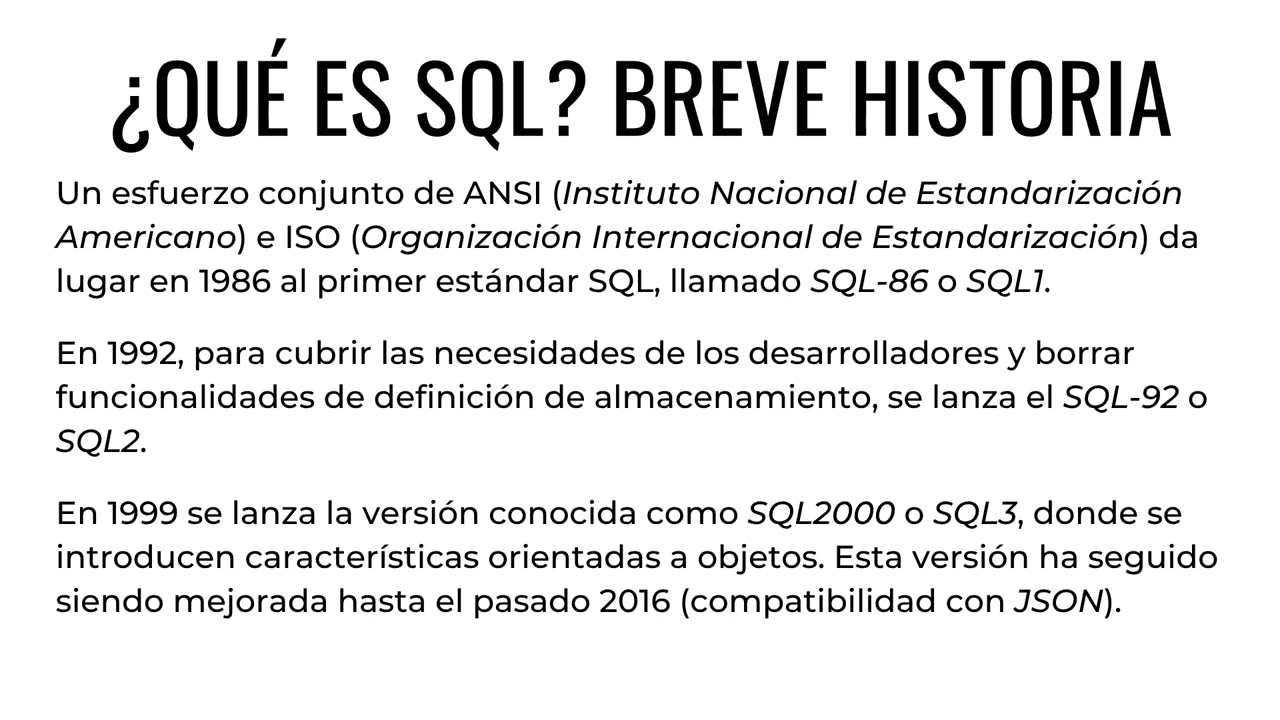 ¿QUÉ ES SQL? BREVE HISTORIA
Un esfuerzo conjunto de ANSI (Instituto Nacional de Estandarización
Americano) e ISO (Organización Internacional de Estandarización) da
lugar en 1986 al primer estándar SQL, llamado SQL-86 o SQL1.
En 1992, para cubrir las necesidades de los desarrolladores y borrar
funcionalidades de definición de almacenamiento, se lanza el SQL-92 o
SQL2.
En 1999 se lanza la versión conocida como SQL2000 o SQL3, donde se
introducen características orientadas a objetos. Esta versión ha seguido
siendo mejorada hasta el pasado 2016 (compatibilidad con JSON).